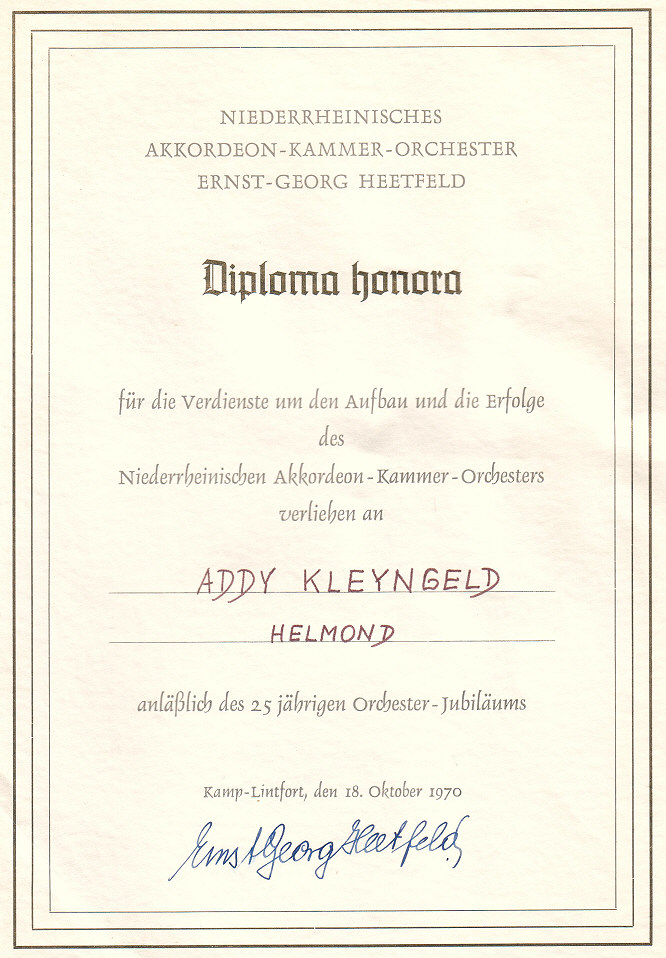 NIEDERRHEINISCHES
AKKORDEON-KAMMER-ORCHESTER
ERNST-GEORG HEETFELD
Diploma honora
für die Verdienste um den Aufbau und die Erfolge
des
Niederrheinischen Akkordeon-Kammer-Orchesters
verliehen an
ADDY KLEYNGELD
HELMOND
anläßlich des 25 jährigen Orchester-Jubiläums
Kamp-Lintfort, den 18. Oktober 1970
Ernst Georg Heetfeld